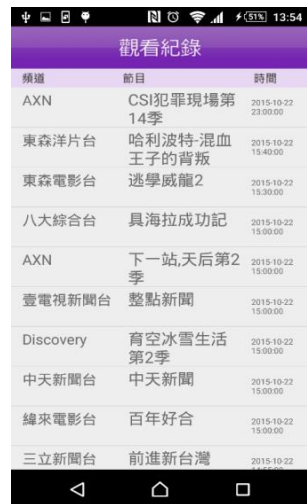 51% 13:54
觀看紀錄
頻道 節目 時間
AXN CSI犯罪現場第 2015-10-22
14季 23:00:00
東森洋片台 哈利波特-混血 2015-10-22
王子的背叛 15:40:00
東森電影台 逃學威龍2 2015-10-22
15:30:00
八大綜合台 具海拉成功記 2015-10-22
15:00:00
AXN 下一站,天后第2 2015-10-22
季 15:00:00
壹電視新聞台 整點新聞 2015-10-22
15:00:00
Discovery 育空冰雪生活 2015-10-22
第2季 15:00:00
中天新聞台 中天新聞 2015-10-22
15:00:00
緯來電影台 百年好合 2015-10-22
15:00:00
三立新聞台 前進新台灣 2015-10-22